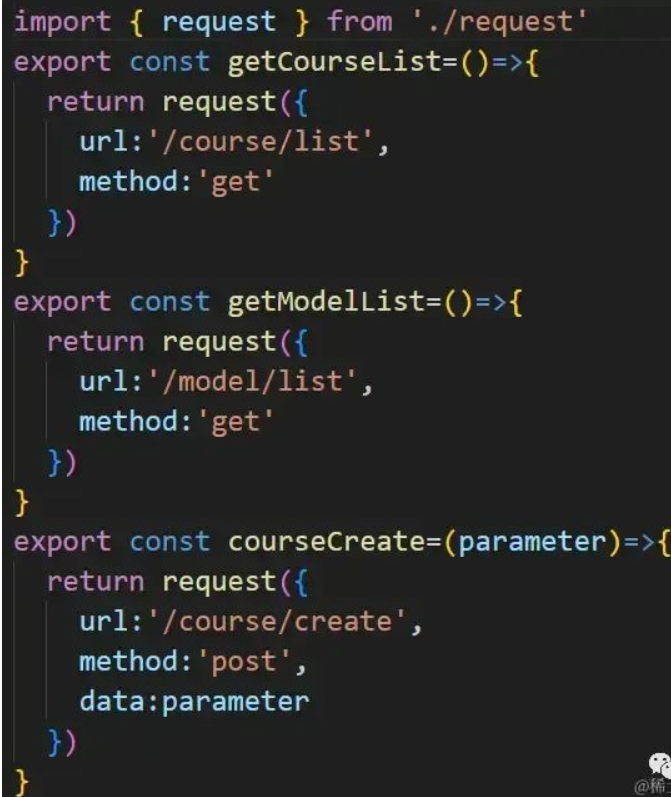 import { request } from './request'
export const getCourseList=()=>{
  return request({
    url:'/course/list',
    method:'get'
  })
}
export const getModelList=()=>{
  return request({
    url:'/model/list',
    method:'get'
  })
}
export const courseCreate=(parameter)=>{
  return request({
    url:'/course/create',
    method:'post',
    data:parameter
  })
}
@稀